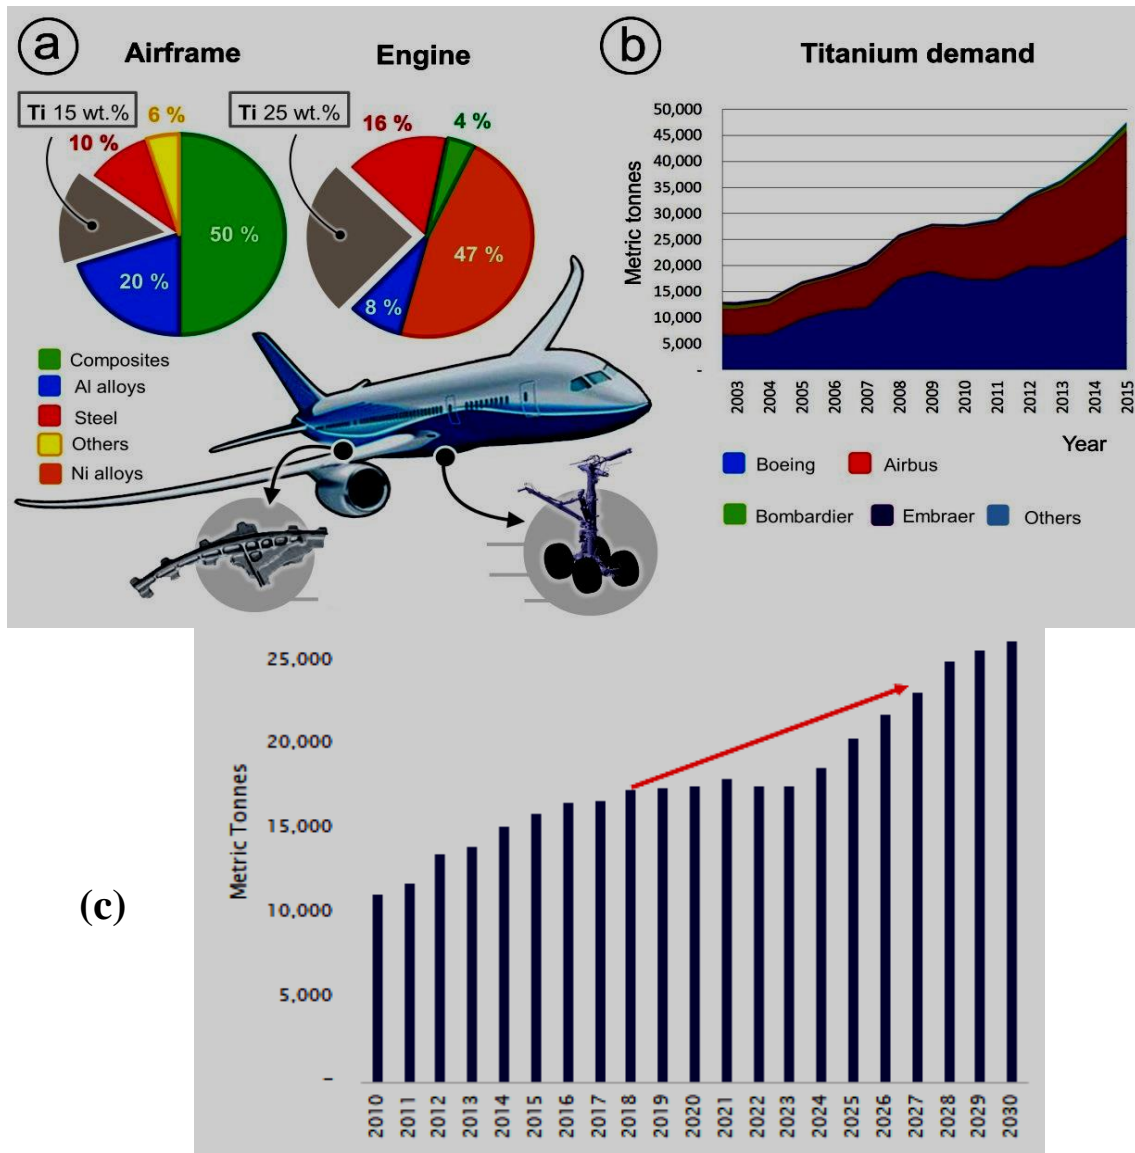 a
Airframe
Engine
Ti 15 wt.%
6 %
10 %
50 %
20 %
Ti 25 wt.%
16 %
4 %
47 %
8 %
Composites
Al alloys
Steel
Others
Ni alloys
b
Titanium demand
Metric tonnes
50,000
45,000
40,000
35,000
30,000
25,000
20,000
15,000
10,000
5,000
-
2003
2004
2005
2006
2007
2008
2009
2010
2011
2012
2013
2014
2015
Year
Boeing
Airbus
Bombardier
Embraer
Others
(c)
Metric Tonnes
25,000
20,000
15,000
10,000
5,000
-
2010
2011
2012
2013
2014
2015
2016
2017
2018
2019
2020
2021
2022
2023
2024
2025
2026
2027
2028
2029
2030